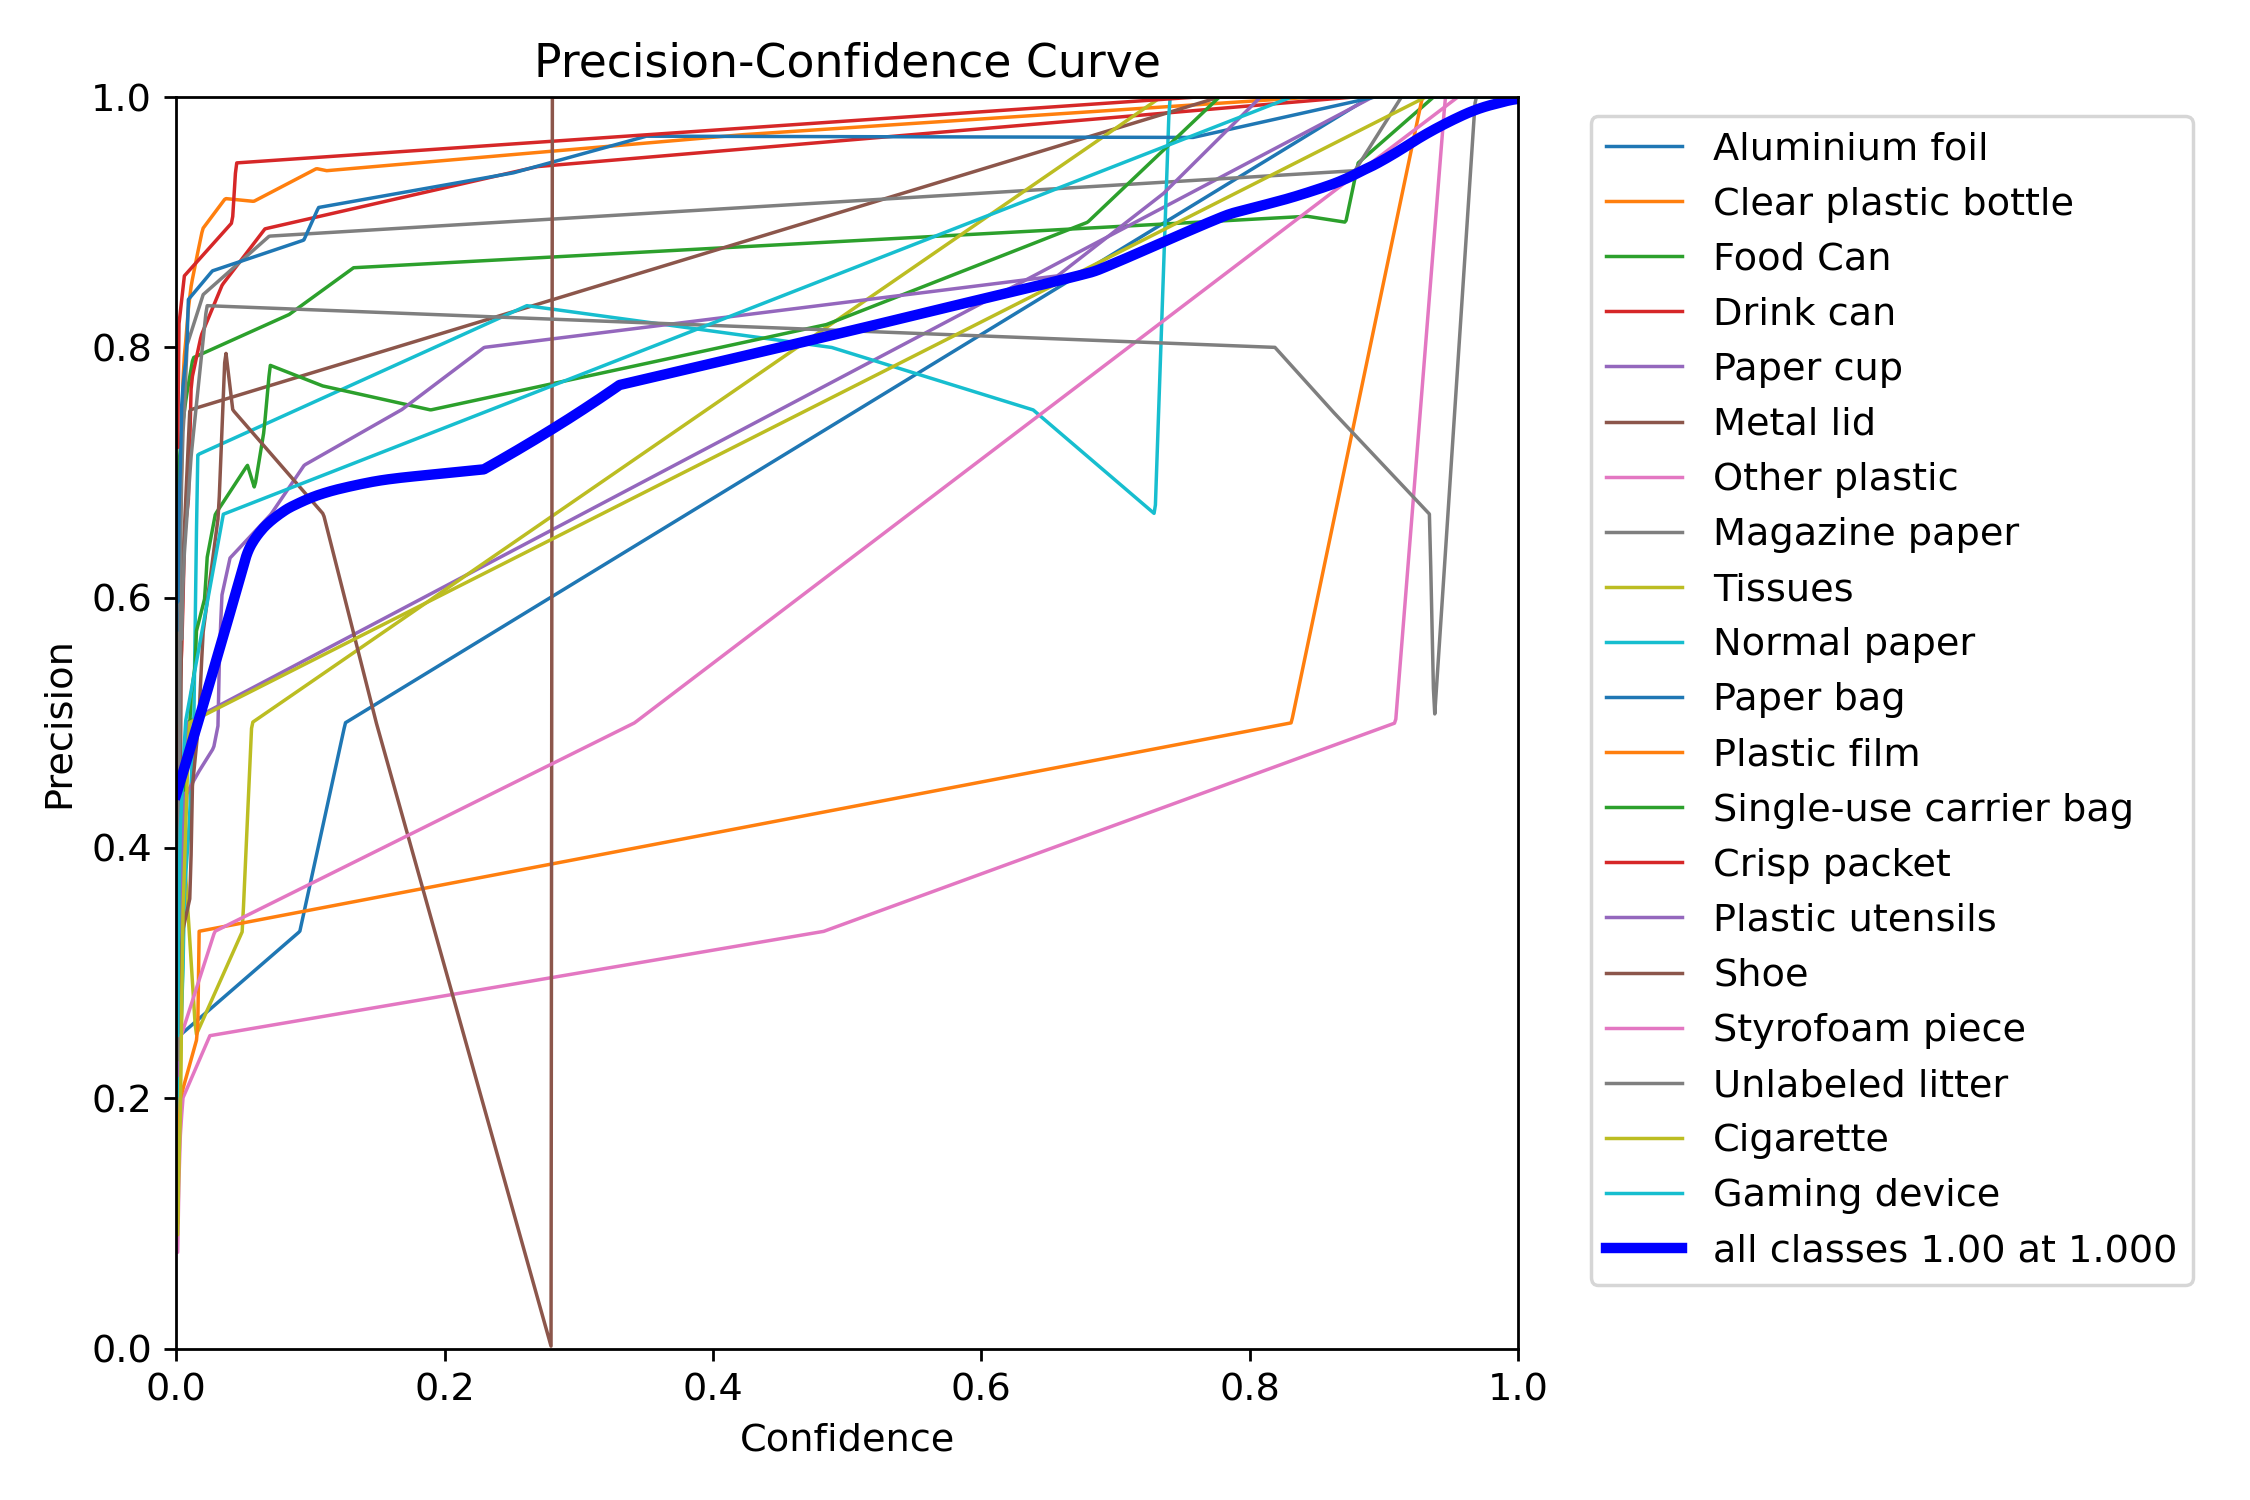 Precision-Confidence Curve
1.0
0.8
0.6
0.4
0.2
0.0
Precision
0.0 0.2 0.4 0.6 0.8 1.0
Confidence
Aluminium foil
Clear plastic bottle
Food Can
Drink can
Paper cup
Metal lid
Other plastic
Magazine paper
Tissues
Normal paper
Paper bag
Plastic film
Single-use carrier bag
Crisp packet
Plastic utensils
Shoe
Styrofoam piece
Unlabeled litter
Cigarette
Gaming device
all classes 1.00 at 1.000